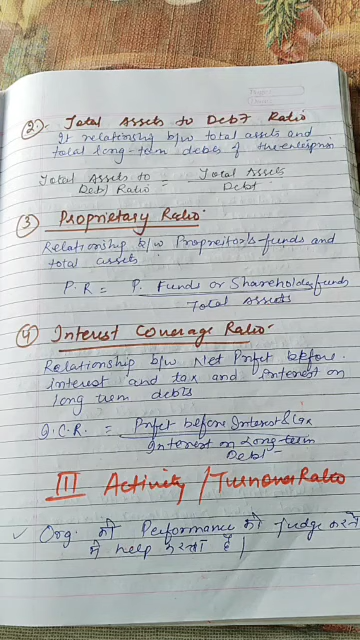 ② Total Assets to Debt Ratio
It relationship b/w total assets and
total long-term debts of the enterprise
Total Assets to Debt Ratio = Total Assets / Debt
③ Proprietary Ratio.
Relationship b/w Propreitor's funds and
total assets.
P.R = P. Funds or Shareholders funds / Total Assets
④ Interest Coverage Ratio.
Relationship b/w Net Profit before
interest and tax and interest on
long term debts
I.C.R. = Profit before Interest & tax / Interest on Long-term Debt
III Activity / Turnover Ratio
✓ Org. की Performance को judge करने
में help करता है।